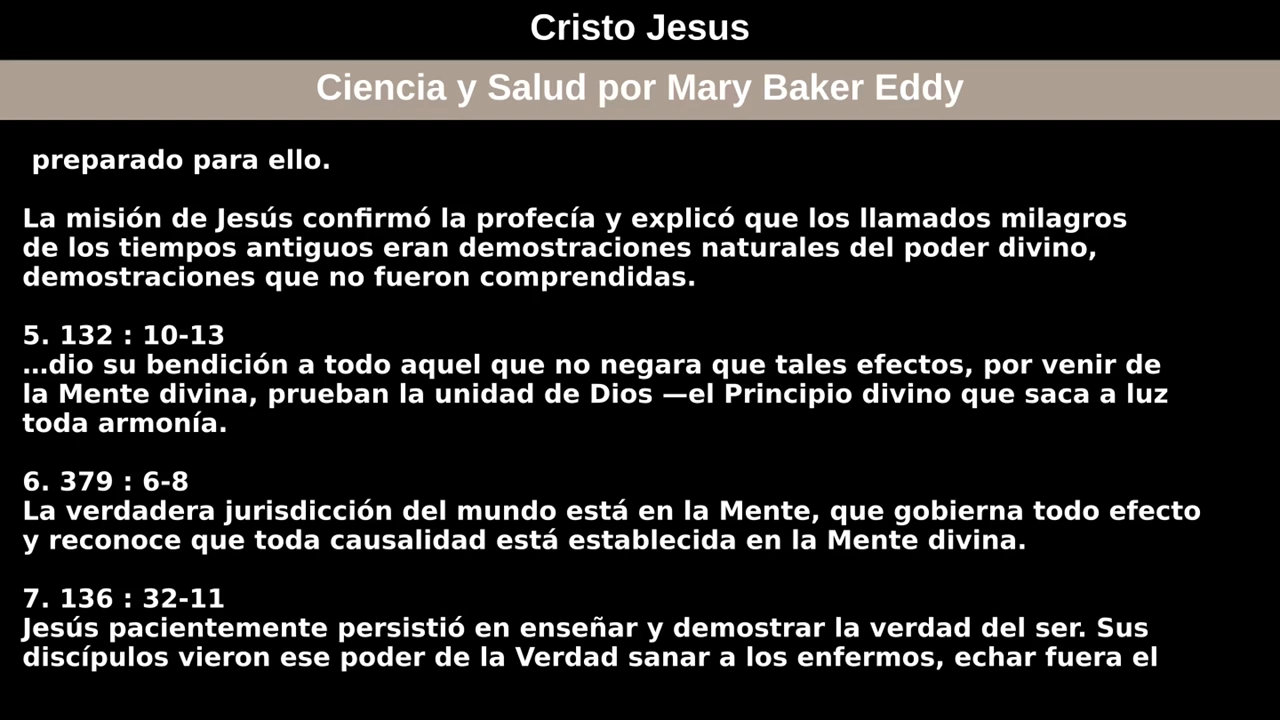 Cristo Jesus
Ciencia y Salud por Mary Baker Eddy
preparado para ello.
La misión de Jesús confirmó la profecía y explicó que los llamados milagros
de los tiempos antiguos eran demostraciones naturales del poder divino,
demostraciones que no fueron comprendidas.
5. 132 : 10-13
…dio su bendición a todo aquel que no negara que tales efectos, por venir de
la Mente divina, prueban la unidad de Dios —el Principio divino que saca a luz
toda armonía.
6. 379 : 6-8
La verdadera jurisdicción del mundo está en la Mente, que gobierna todo efecto
y reconoce que toda causalidad está establecida en la Mente divina.
7. 136 : 32-11
Jesús pacientemente persistió en enseñar y demostrar la verdad del ser. Sus
discípulos vieron ese poder de la Verdad sanar a los enfermos, echar fuera el